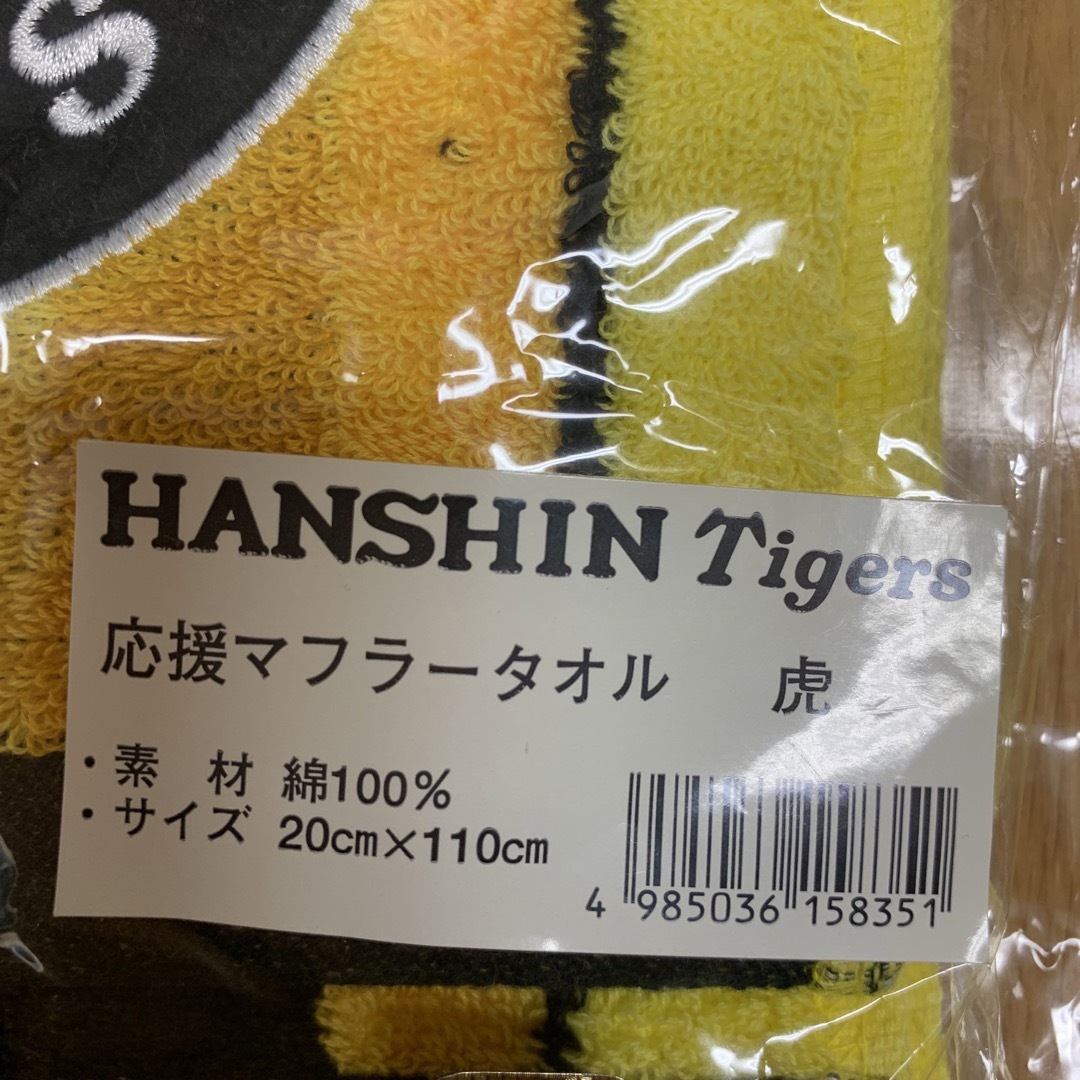 S
HANSHIN Tigers
応援マフラータオル 虎
・素 材 綿100%
・サイズ 20cm×110cm
4 985036 158351